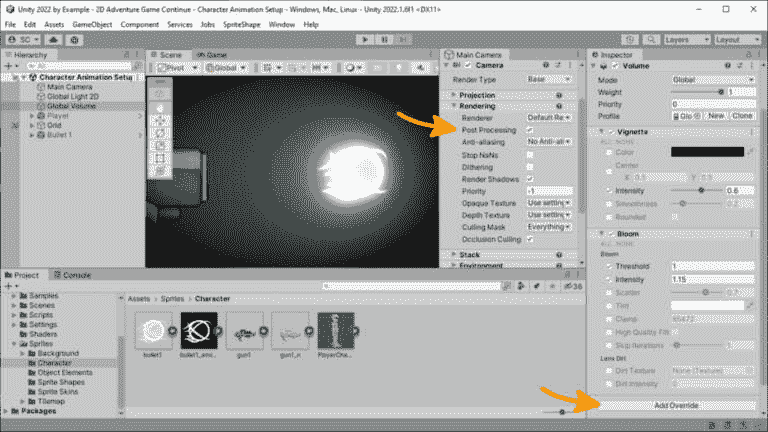 Unity 2022 by Example - 2D Adventure Game Continue - Character Animation Setup - Windows, Mac, Linux - Unity 2022.1.6f1 <DX11>
File Edit Assets GameObject Component Services Jobs SpriteShape Window Help
SC
Layers
Layout
Hierarchy
All
Character Animation Setup
Main Camera
Global Light 2D
Global Volume
Player
Grid
Bullet 1
Scene
Game
Pivot
Global
Main Camera
Camera
Render Type Base
Projection
Rendering
Renderer Default Re
Post Processing
Anti-aliasing No Anti-ali
Stop NaNs
Dithering
Render Shadows
Priority -1
Opaque Texture Use setting
Depth Texture Use setting
Culling Mask Everything
Occlusion Culling
Stack
Environment
Inspector
Volume
Mode Global
Weight 1
Priority 0
Profile Glo New Clone
Vignette
ALL NONE
Color
Center
X 0.5 Y 0.5
Intensity 0.6
Smoothness
Rounded
Bloom
ALL NONE
Bloom
Threshold 1
Intensity 1.15
Scatter
Tint
Clamp 65472
High Quality Filt
Skip Iterations 1
Lens Dirt
Dirt Texture None (Texture)
Dirt Intensity 0
Add Override
Project
Console
36
Samples
Scenes
Scripts
Settings
Shaders
Sprites
Background
Character
Object Elements
Sprite Shapes
Sprite Skins
Tilemap
Packages
Assets > Sprites > Character
bullet1
bullet1_emi...
gun1
gun1_n
PlayerCha...